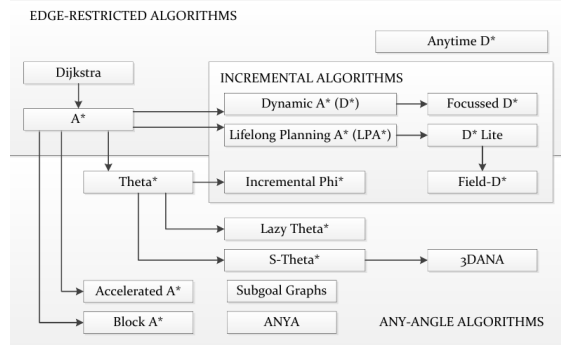 EDGE-RESTRICTED ALGORITHMS
Anytime D*
Dijkstra
INCREMENTAL ALGORITHMS
A*
Dynamic A* (D*)
Focussed D*
Lifelong Planning A* (LPA*)
D* Lite
Theta*
Incremental Phi*
Field-D*
Lazy Theta*
S-Theta*
3DANA
Accelerated A*
Subgoal Graphs
Block A*
ANYA
ANY-ANGLE ALGORITHMS